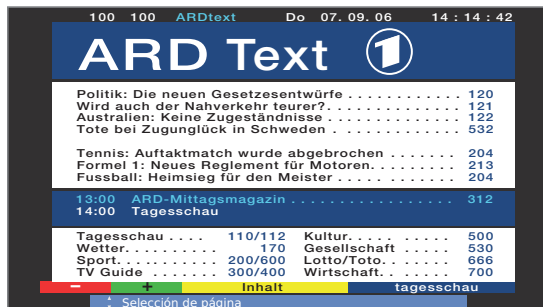 100 100 ARDtext Do 07. 09. 06 14 : 14 : 42
ARD Text 1
Politik: Die neuen Gesetzesentwürfe . . . . . . . . . . . . 120
Wird auch der Nahverkehr teurer?. . . . . . . . . . . . . . 121
Australien: Keine Zugeständnisse . . . . . . . . . . . . . 122
Tote bei Zugunglück in Schweden . . . . . . . . . . . . . 532
Tennis: Auftaktmatch wurde abgebrochen . . . . . . . 204
Formel 1: Neues Reglement für Motoren. . . . . . . . . 213
Fussball: Heimsieg für den Meister . . . . . . . . . . . . 204
13:00 ARD-Mittagsmagazin . . . . . . . . . . . . . . . . . 312
14:00 Tagesschau
Tagesschau . . . . 110/112 Kultur. . . . . . . . . . 500
Wetter. . . . . . . . . . 170 Gesellschaft . . . . . 530
Sport. . . . . . . . 200/600 Lotto/Toto. . . . . . 666
TV Guide . . . . . . . 300/400 Wirtschaft. . . . . . . 700
− + Inhalt tagesschau
Selección de página